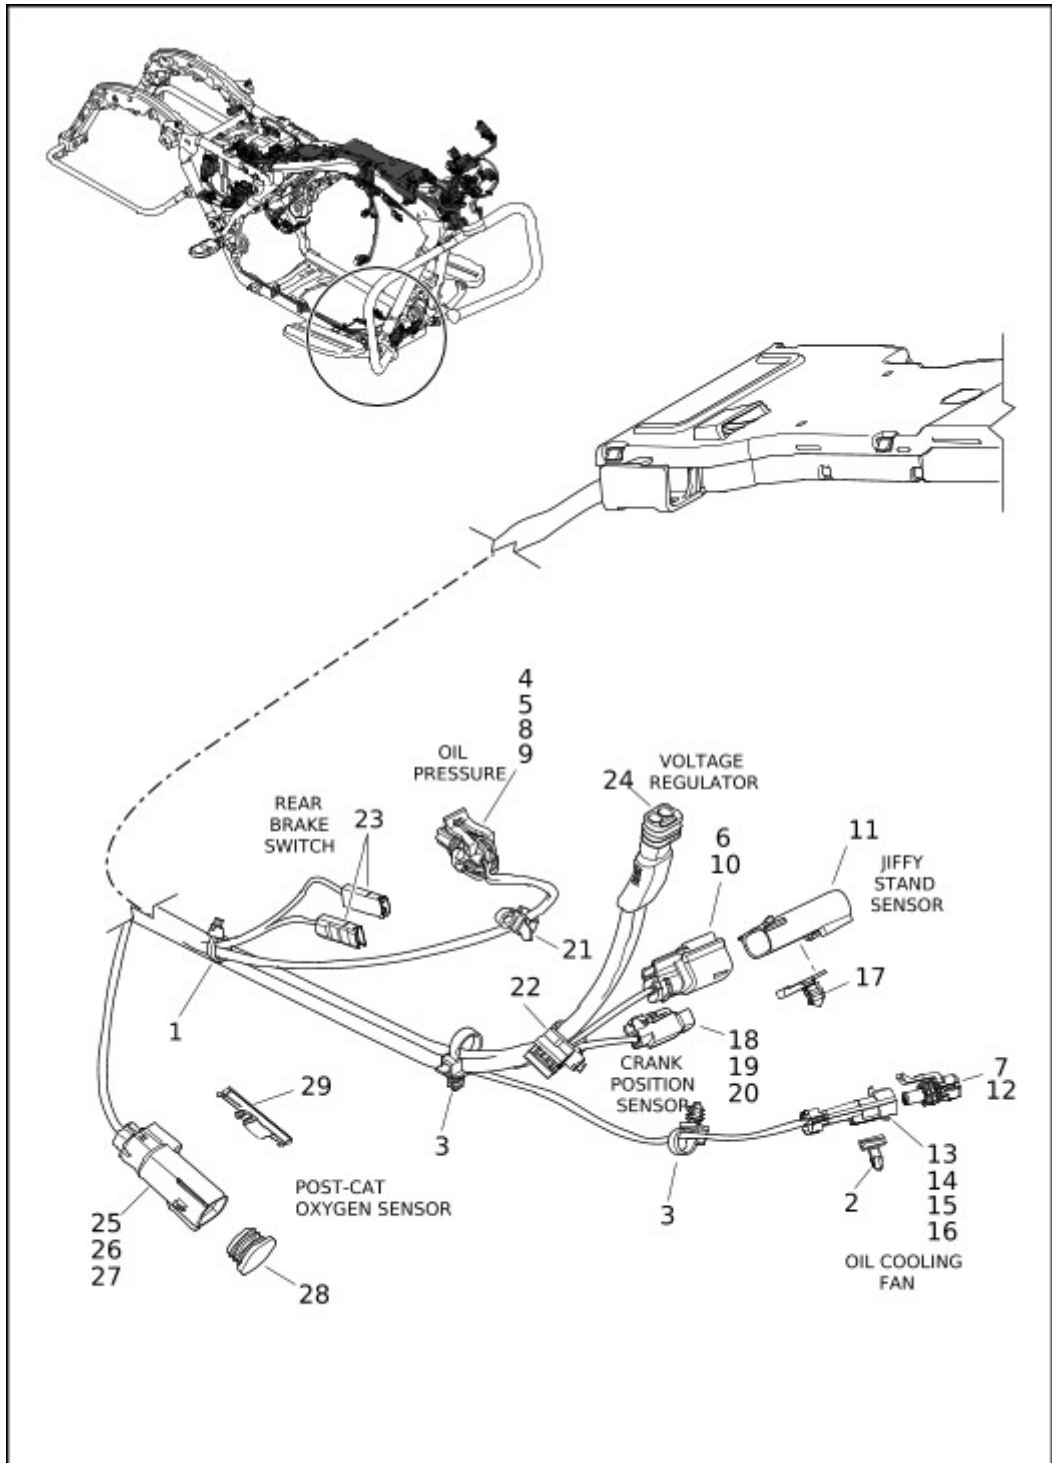 4
5
8
9
OIL
PRESSURE
VOLTAGE
REGULATOR
24
REAR
BRAKE
SWITCH
23
6
10
11
JIFFY
STAND
SENSOR
21
22
17
1
18
19
20
CRANK
POSITION
SENSOR
7
12
29
3
3
2
13
14
15
16
OIL COOLING
FAN
POST-CAT
OXYGEN SENSOR
25
26
27
28